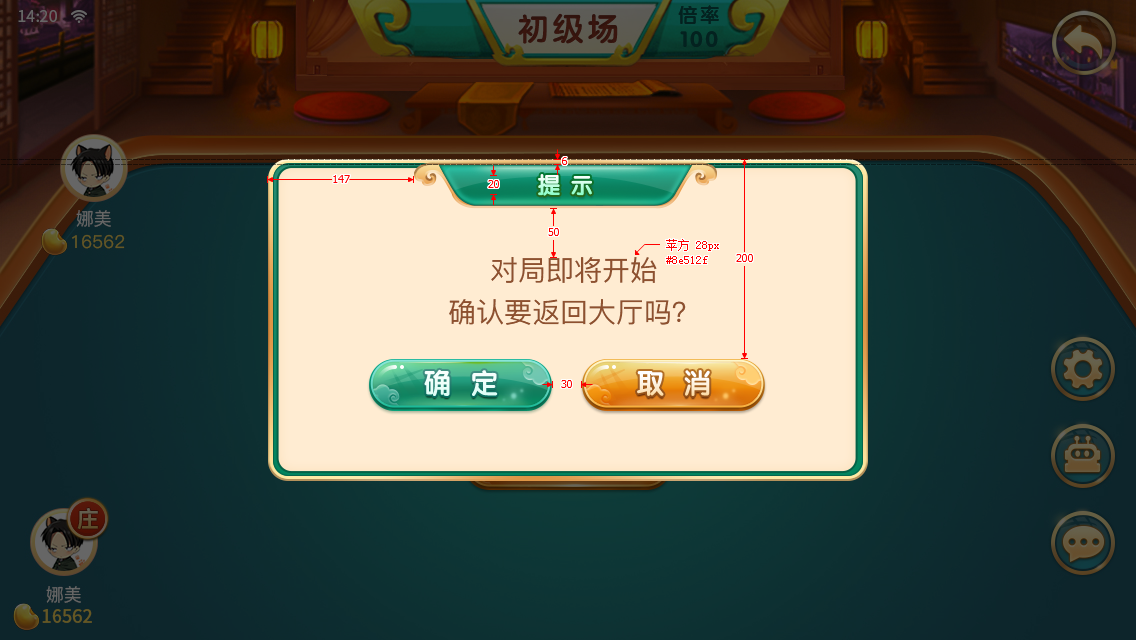 14:20
初级场
倍率
100
娜美
16562
147
6
20
提示
50
苹方 28px
#8e512f
200
对局即将开始
确认要返回大厅吗?
确定
30
取消
庄
娜美
16562